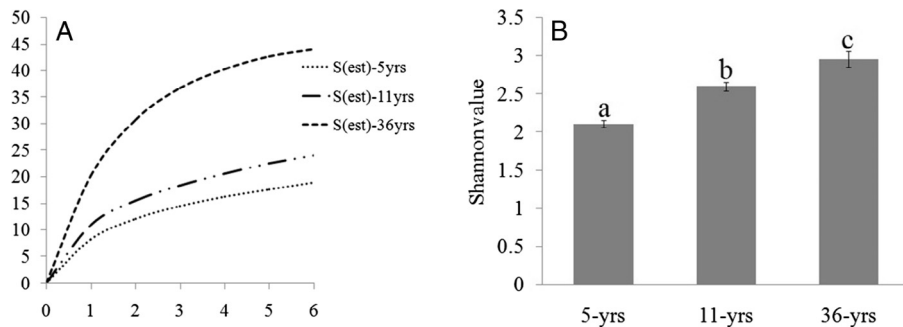 A
50
45
40
35
30
25
20
15
10
5
0
0 1 2 3 4 5 6
S(est)-5yrs
S(est)-11yrs
S(est)-36yrs
B
Shannon value
3.5
3
2.5
2
1.5
1
0.5
0
a
b
c
5-yrs 11-yrs 36-yrs